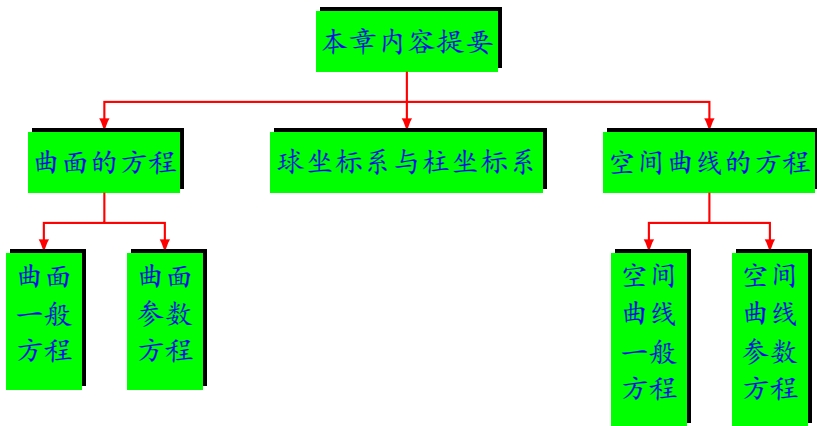 本章内容提要
曲面的方程
球坐标系与柱坐标系
空间曲线的方程
曲面
一般
方程
曲面
参数
方程
空间
曲线
一般
方程
空间
曲线
参数
方程